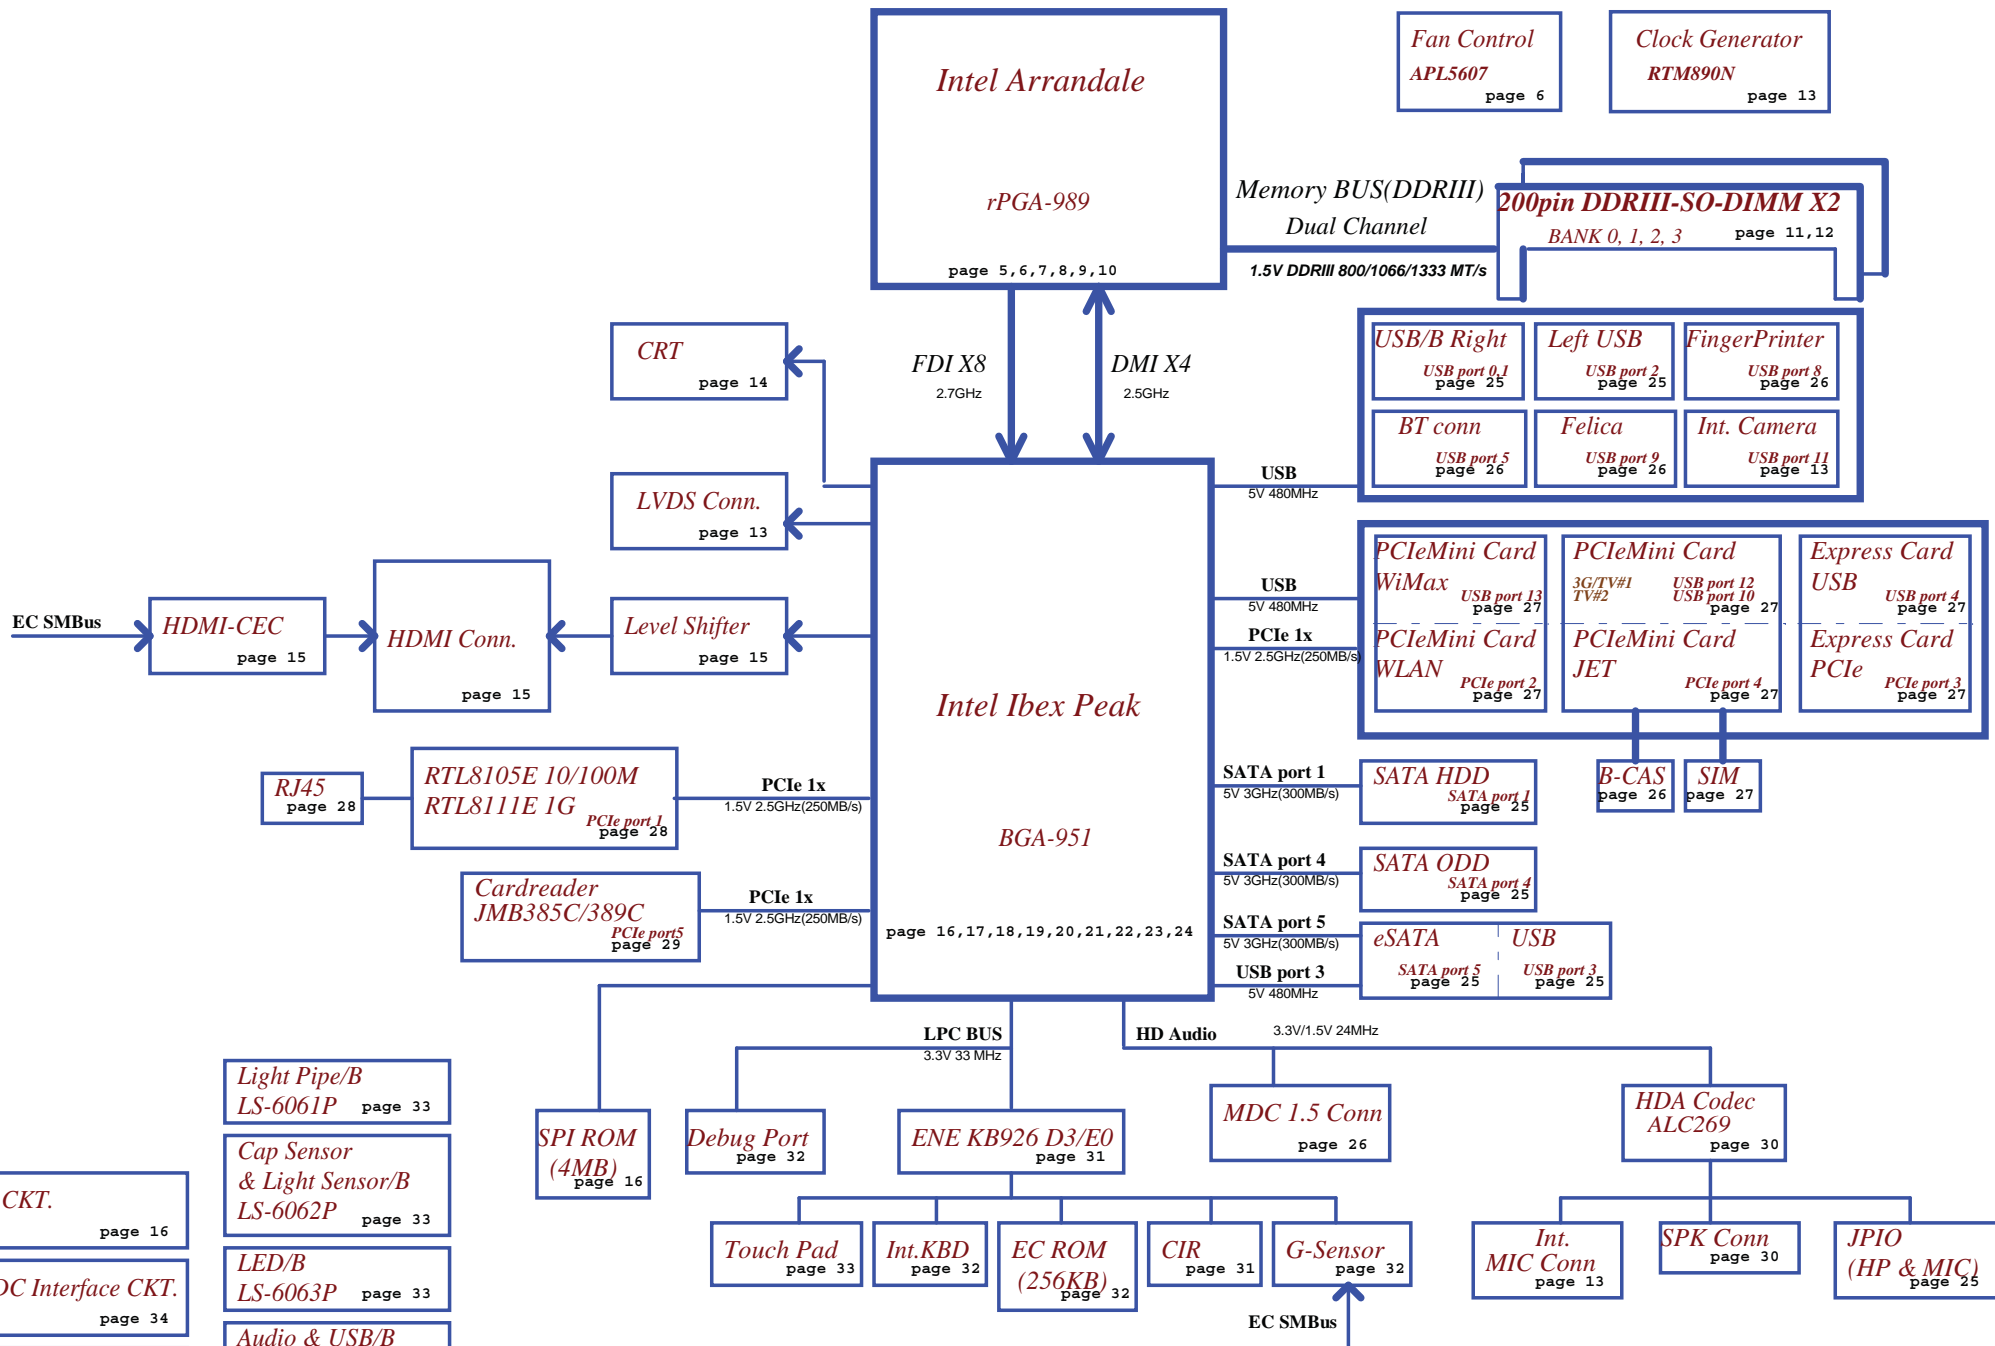 Intel Arrandale
rPGA-989
page 5,6,7,8,9,10
Fan Control
APL5607
page 6
Clock Generator
RTM890N
page 13
Memory BUS(DDRIII)
Dual Channel
1.5V DDRIII 800/1066/1333 MT/s
200pin DDRIII-SO-DIMM X2
BANK 0, 1, 2, 3
page 11,12
CRT
page 14
FDI X8
2.7GHz
DMI X4
2.5GHz
USB/B Right
USB port 0,1
page 25
Left USB
USB port 2
page 25
FingerPrinter
USB port 8
page 26
BT conn
USB port 5
page 26
Felica
USB port 9
page 26
Int. Camera
USB port 11
page 13
USB
5V 480MHz
LVDS Conn.
page 13
EC SMBus
HDMI-CEC
page 15
HDMI Conn.
page 15
Level Shifter
page 15
Intel Ibex Peak
BGA-951
page 16,17,18,19,20,21,22,23,24
USB
5V 480MHz
PCIe 1x
1.5V 2.5GHz(250MB/s)
PCIeMini Card
WiMax
USB port 13
page 27
PCIeMini Card
3G/TV#1
USB port 12
TV#2
USB port 10
page 27
Express Card
USB
USB port 4
page 27
PCIeMini Card
WLAN
PCIe port 2
page 27
PCIeMini Card
JET
PCIe port 4
page 27
Express Card
PCIe
PCIe port 3
page 27
B-CAS
page 26
SIM
page 27
RJ45
page 28
RTL8105E 10/100M
RTL8111E 1G
PCIe port 1
page 28
PCIe 1x
1.5V 2.5GHz(250MB/s)
Cardreader
JMB385C/389C
PCIe port5
page 29
PCIe 1x
1.5V 2.5GHz(250MB/s)
SATA port 1
5V 3GHz(300MB/s)
SATA HDD
SATA port 1
page 25
SATA port 4
5V 3GHz(300MB/s)
SATA ODD
SATA port 4
page 25
SATA port 5
5V 3GHz(300MB/s)
USB port 3
5V 480MHz
eSATA
SATA port 5
page 25
USB
USB port 3
page 25
LPC BUS
3.3V 33 MHz
HD Audio
3.3V/1.5V 24MHz
Light Pipe/B
LS-6061P page 33
Cap Sensor
& Light Sensor/B
LS-6062P page 33
LED/B
LS-6063P page 33
Audio & USB/B
CKT.
page 16
DC Interface CKT.
page 34
SPI ROM
(4MB)
page 16
Debug Port
page 32
ENE KB926 D3/E0
page 31
MDC 1.5 Conn
page 26
HDA Codec
ALC269
page 30
Touch Pad
page 33
Int.KBD
page 32
EC ROM
(256KB)
page 32
CIR
page 31
G-Sensor
page 32
EC SMBus
Int.
MIC Conn
page 13
SPK Conn
page 30
JPIO
(HP & MIC)
page 25